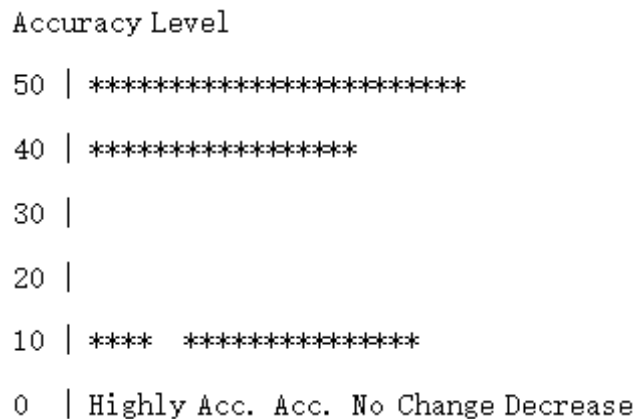 Accuracy Level
50 | ************************
40 | *****************
30 |
20 |
10 | ****  ***************
0  | Highly Acc. Acc. No Change Decrease